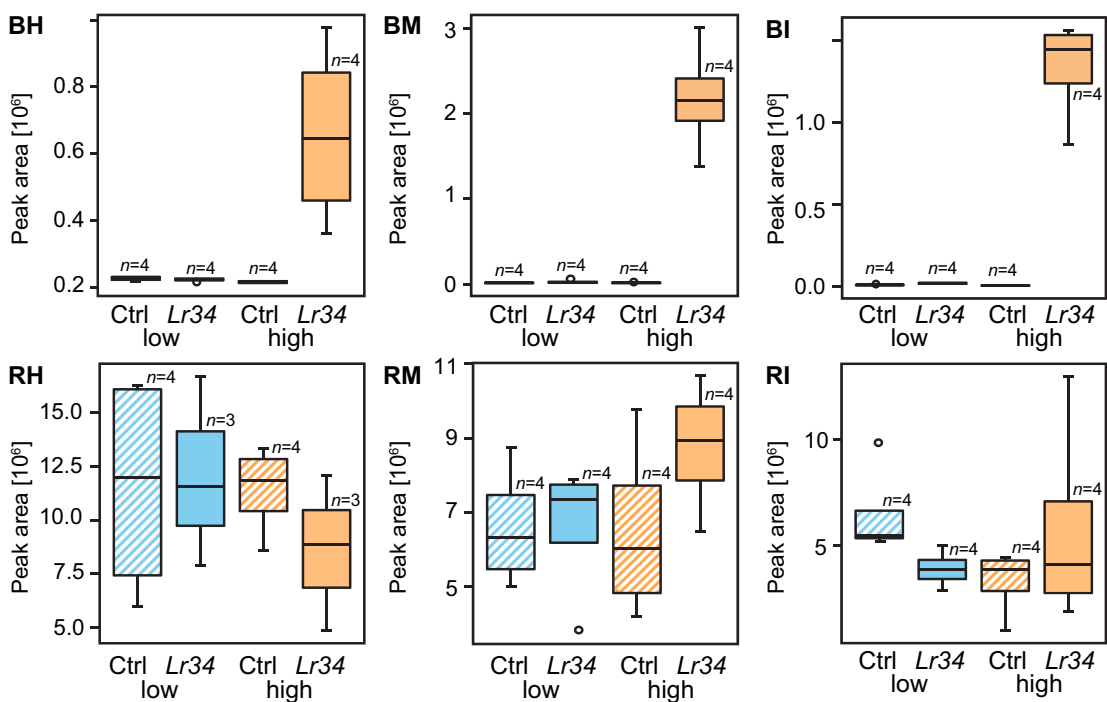 BH
Peak area [10⁶]
0.8
0.6
0.4
0.2
n=4
n=4
n=4
n=4
Ctrl Lr34 Ctrl Lr34
low high
BM
Peak area [10⁶]
3
2
1
0
n=4
n=4
n=4
n=4
Ctrl Lr34 Ctrl Lr34
low high
BI
Peak area [10⁶]
1.0
0.5
0.0
n=4
n=4
n=4
n=4
Ctrl Lr34 Ctrl Lr34
low high
RH
Peak area [10⁶]
15.0
12.5
10.0
7.5
5.0
n=4
n=3
n=4
n=3
Ctrl Lr34 Ctrl Lr34
low high
RM
Peak area [10⁶]
11
9
7
5
n=4
n=4
n=4
n=4
Ctrl Lr34 Ctrl Lr34
low high
RI
Peak area [10⁶]
10
5
n=4
n=4
n=4
n=4
Ctrl Lr34 Ctrl Lr34
low high